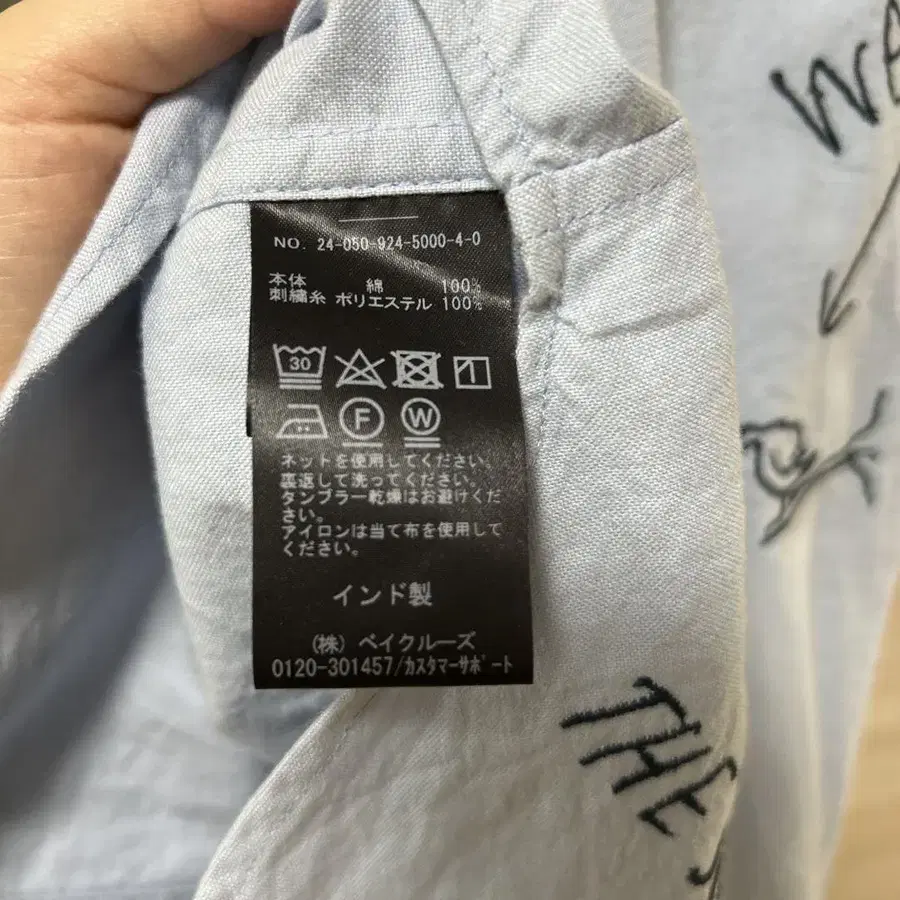 WA
NO. 24-050-924-5000-4-0
本体 綿 100%
刺繍糸 ポリエステル 100%
30
F W
ネットを使用してください。
裏返して洗ってください。
タンブラー乾燥はお避けくだ
さい。
アイロンは当て布を使用して
ください。
インド製
(株) ベイクルーズ
0120-301457/カスタマーサポート
THE